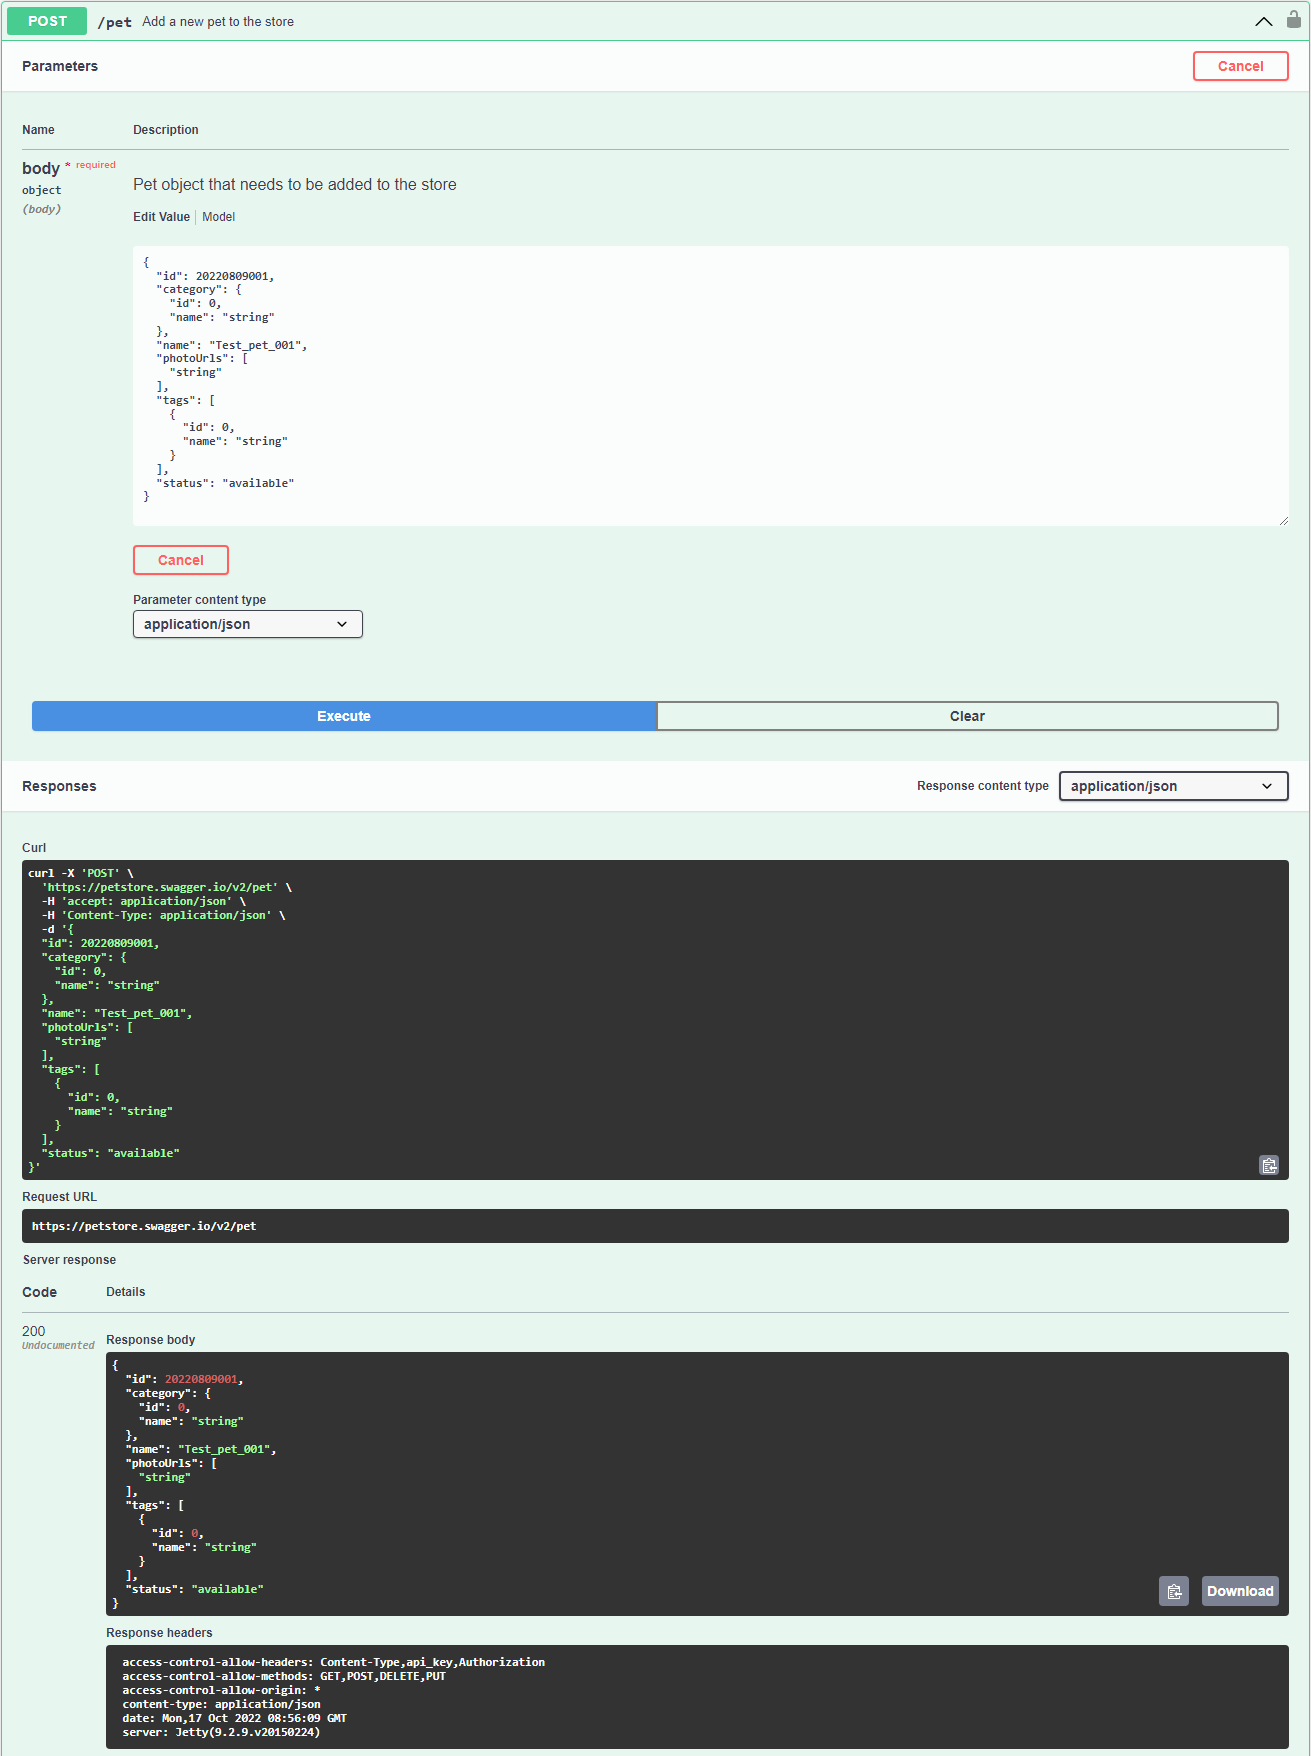 POST /pet Add a new pet to the store
Parameters
Cancel
Name Description
body * required
object
(body)
Pet object that needs to be added to the store
Edit Value Model
{
  "id": 20220809001,
  "category": {
    "id": 0,
    "name": "string"
  },
  "name": "Test_pet_001",
  "photoUrls": [
    "string"
  ],
  "tags": [
    {
      "id": 0,
      "name": "string"
    }
  ],
  "status": "available"
}
Cancel
Parameter content type
application/json
Execute Clear
Responses
Response content type application/json
Curl
curl -X 'POST' \
  'https://petstore.swagger.io/v2/pet' \
  -H 'accept: application/json' \
  -H 'Content-Type: application/json' \
  -d '{
  "id": 20220809001,
  "category": {
    "id": 0,
    "name": "string"
  },
  "name": "Test_pet_001",
  "photoUrls": [
    "string"
  ],
  "tags": [
    {
      "id": 0,
      "name": "string"
    }
  ],
  "status": "available"
}'
Request URL
https://petstore.swagger.io/v2/pet
Server response
Code Details
200
Undocumented
Response body
{
  "id": 20220809001,
  "category": {
    "id": 0,
    "name": "string"
  },
  "name": "Test_pet_001",
  "photoUrls": [
    "string"
  ],
  "tags": [
    {
      "id": 0,
      "name": "string"
    }
  ],
  "status": "available"
}
Download
Response headers
access-control-allow-headers: Content-Type,api_key,Authorization
access-control-allow-methods: GET,POST,DELETE,PUT
access-control-allow-origin: *
content-type: application/json
date: Mon,17 Oct 2022 08:56:09 GMT
server: Jetty(9.2.9.v20150224)